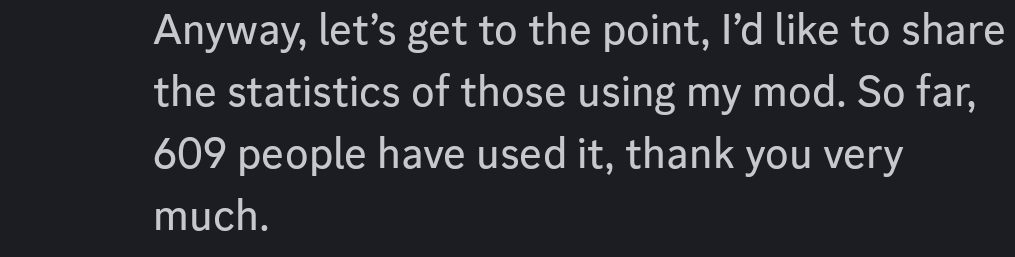 Anyway, let’s get to the point, I’d like to share
the statistics of those using my mod. So far,
609 people have used it, thank you very
much.